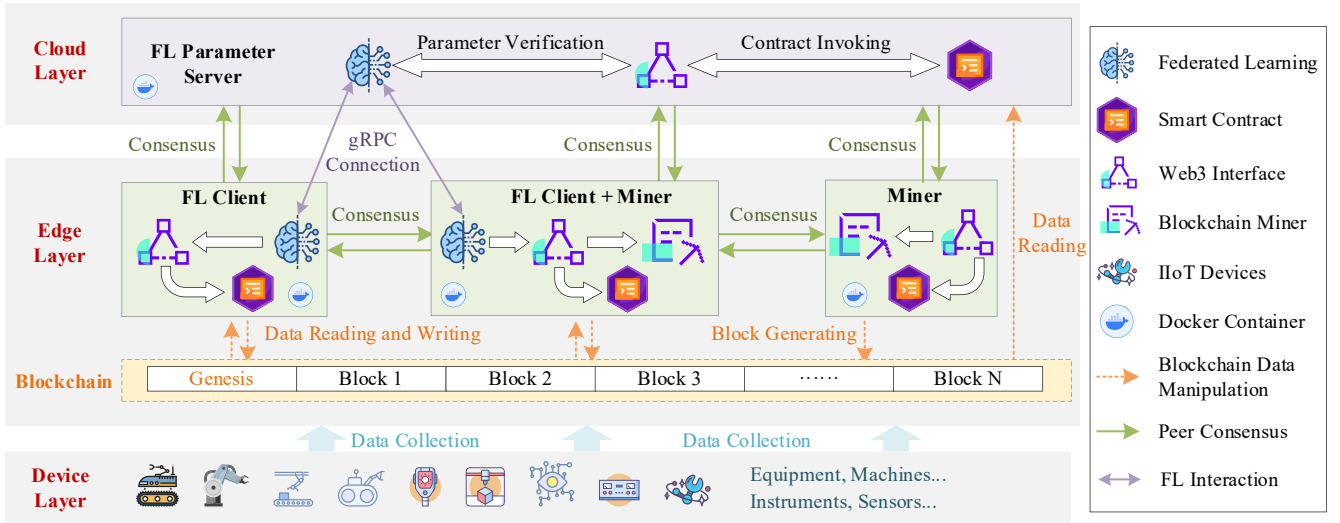 Cloud
Layer
FL Parameter
Server
Parameter Verification
Contract Invoking
Consensus
gRPC
Connection
Consensus
Consensus
Edge
Layer
FL Client
Consensus
FL Client + Miner
Consensus
Miner
Data
Reading
Data Reading and Writing
Block Generating
Blockchain
Genesis
Block 1
Block 2
Block 3
······
Block N
Data Collection
Data Collection
Device
Layer
Equipment, Machines...
Instruments, Sensors...
Federated Learning
Smart Contract
Web3 Interface
Blockchain Miner
IIoT Devices
Docker Container
Blockchain Data
Manipulation
Peer Consensus
FL Interaction